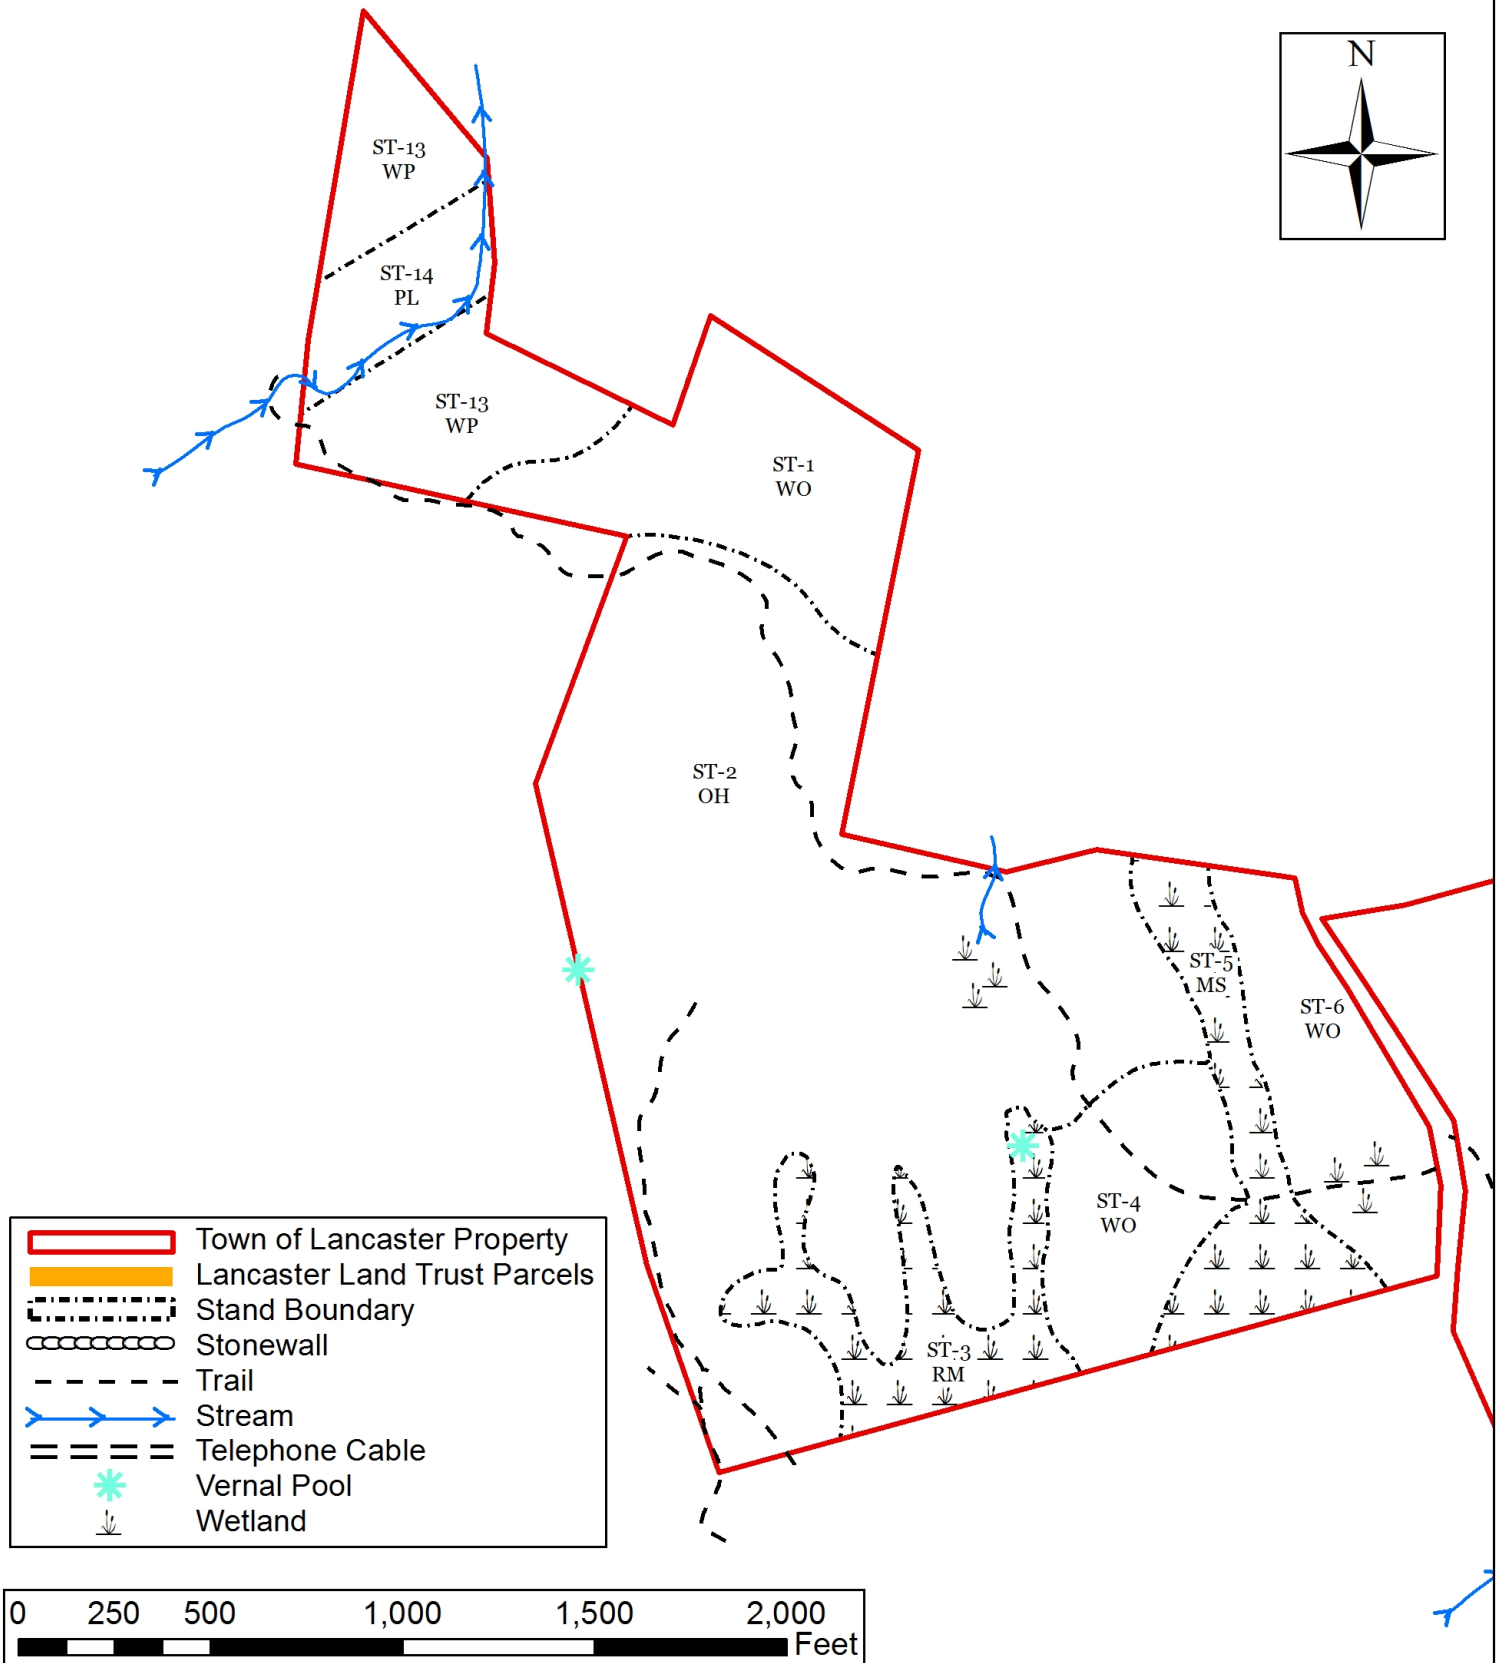 N
ST-13
WP
ST-14
PL
ST-13
WP
ST-1
WO
ST-2
OH
ST-5
MS
ST-6
WO
ST-4
WO
ST-3
RM
Town of Lancaster Property
Lancaster Land Trust Parcels
Stand Boundary
Stonewall
Trail
Stream
Telephone Cable
Vernal Pool
Wetland
0 250 500 1,000 1,500 2,000
Feet